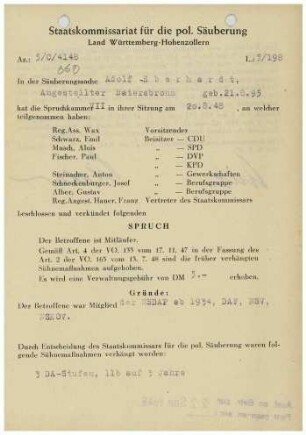 Staatskommissariat für die pol. Säuberung
Land Württemberg-Hohenzollern
Az.: 5/0/4148
L: 3/198
In der Säuberungssache Adolf Eberhardt,
Angestellter Baiersbronn geb.21.8.93
hat die Spruchkammer VII in ihrer Sitzung am 20.8.48, an welcher
teilgenommen haben:
Reg.Ass. Wax Vorsitzendes
Schwarz, Emil Beisitzer — CDU
Musch, Alois „ — SPD
Fischer, Paul „ — DVP
„ — KPD
Steinacher, Anton „ — Gewerkschaften
Schneckenburger, Josef „ — Berufsgruppe
Alber, Gustav „ — Berufsgruppe
Reg.Angest. Hauer, Franz Vertreter des Staatskommissars
beschlossen und verkündet folgenden
SPRUCH
Der Betroffene ist Mitläufer.
Gemäß Art. 4 der VO. 133 vom 17. 11. 47 in der Fassung des
Art. 2 der VO. 165 vom 13. 7. 48 sind die früher verhängten
Sühnemaßnahmen aufgehoben.
Es wird eine Verwaltungsgebühr von DM 5.- erhoben.
Gründe:
Der Betroffene war Mitglied der NSDAP ab 1934, DAF, NSV,
NSKOV.
Durch Entscheidung des Staatskommissars für die pol. Säuberung waren fol-
gende Sühnemaßnahmen verhängt worden:
3 DA-Stufen, 11b auf 3 Jahre